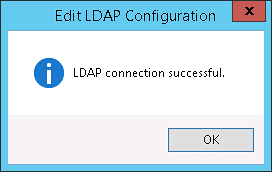 Edit LDAP Configuration
LDAP connection successful.
OK